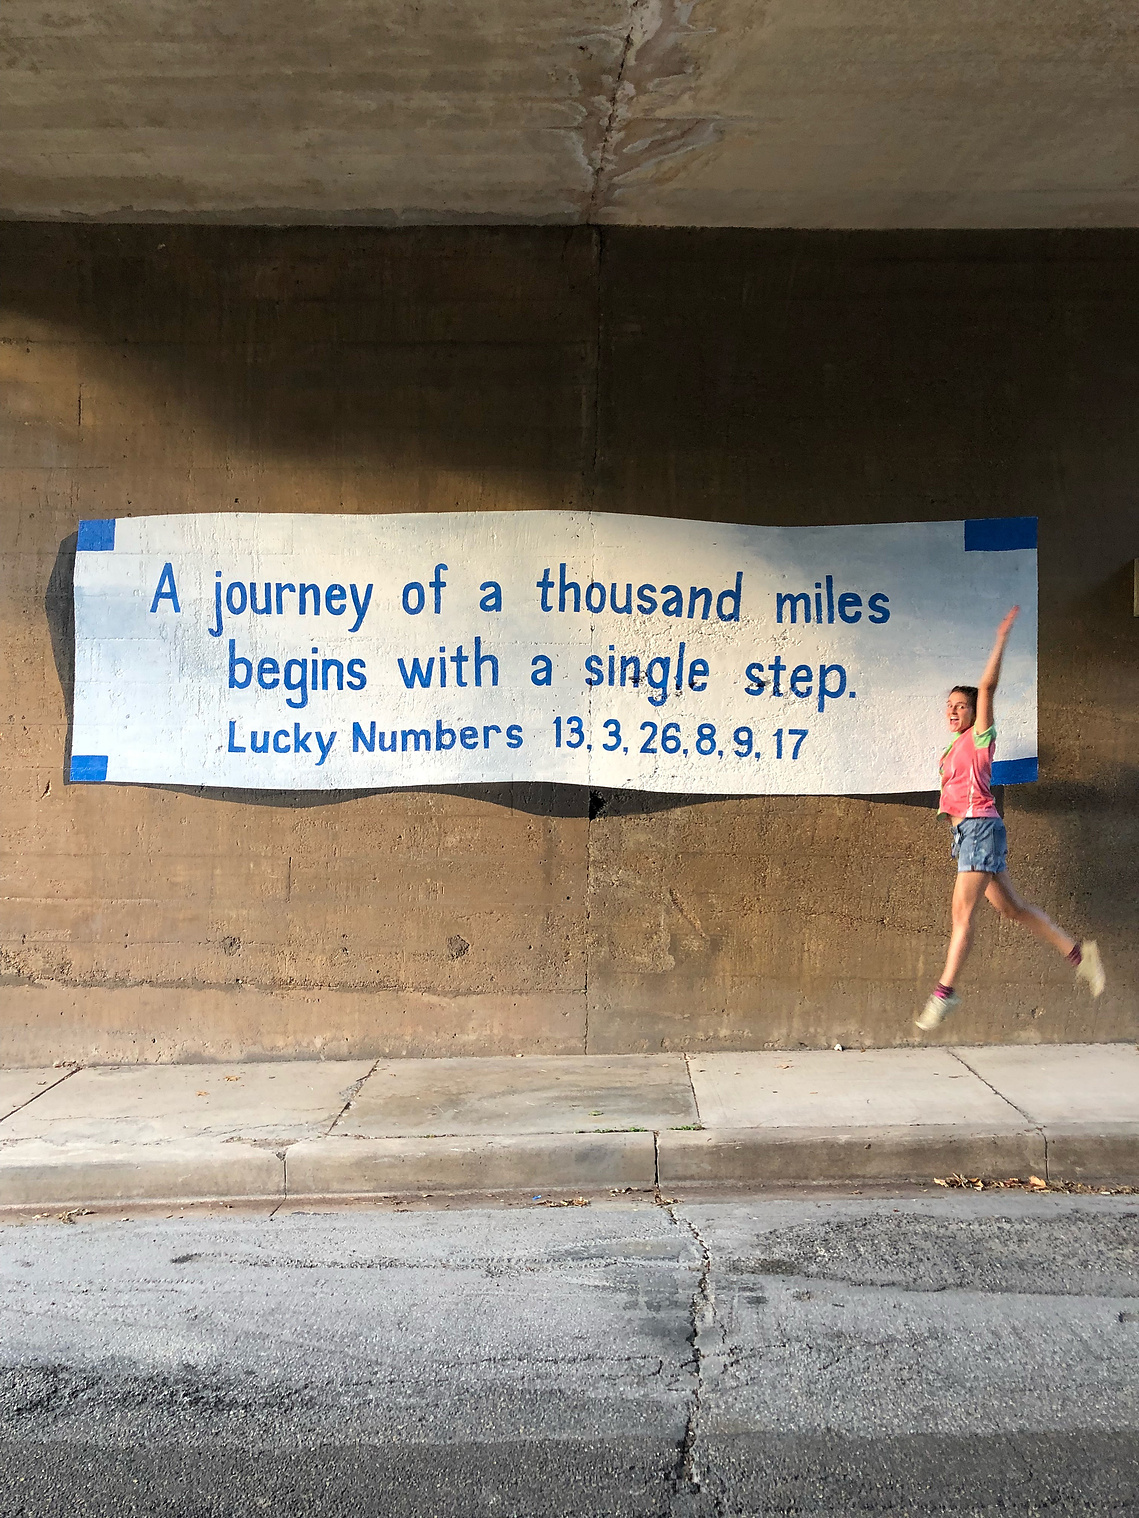 A journey of a thousand miles
begins with a single step.
Lucky Numbers 13, 3, 26, 8, 9, 17